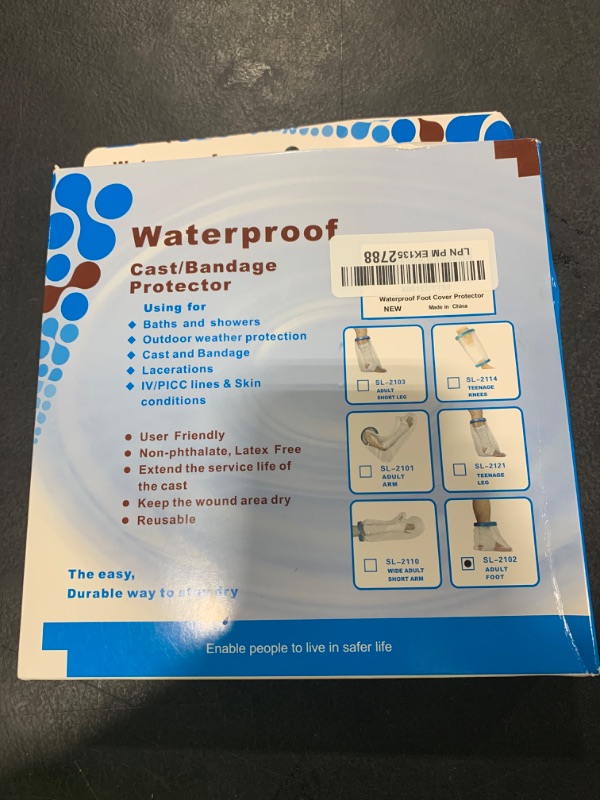 Waterproof
LPN PM EK1352788
Cast/Bandage
Protector
Waterproof Foot Cover Protector
NEW Made in China
Using for
Baths and showers
Outdoor weather protection
Cast and Bandage
Lacerations
IV/PICC lines & Skin
conditions
User Friendly
Non-phthalate, Latex Free
Extend the service life of
the cast
Keep the wound area dry
Reusable
SL-2103
ADULT
SHORT LEG
SL-2114
TEENAGE
KNEES
SL-2101
ADULT
ARM
SL-2121
TEENAGE
LEG
SL-2110
WIDE ADULT
SHORT ARM
SL-2102
ADULT
FOOT
The easy,
Durable way to stay dry
Enable people to live in safer life